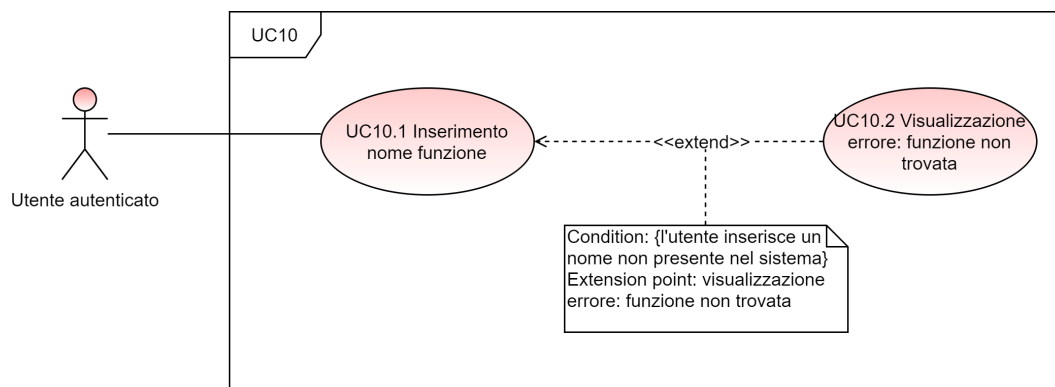 UC10
UC10.1 Inserimento
nome funzione
<<extend>>
UC10.2 Visualizzazione
errore: funzione non
trovata
Utente autenticato
Condition: {l'utente inserisce un
nome non presente nel sistema}
Extension point: visualizzazione
errore: funzione non trovata